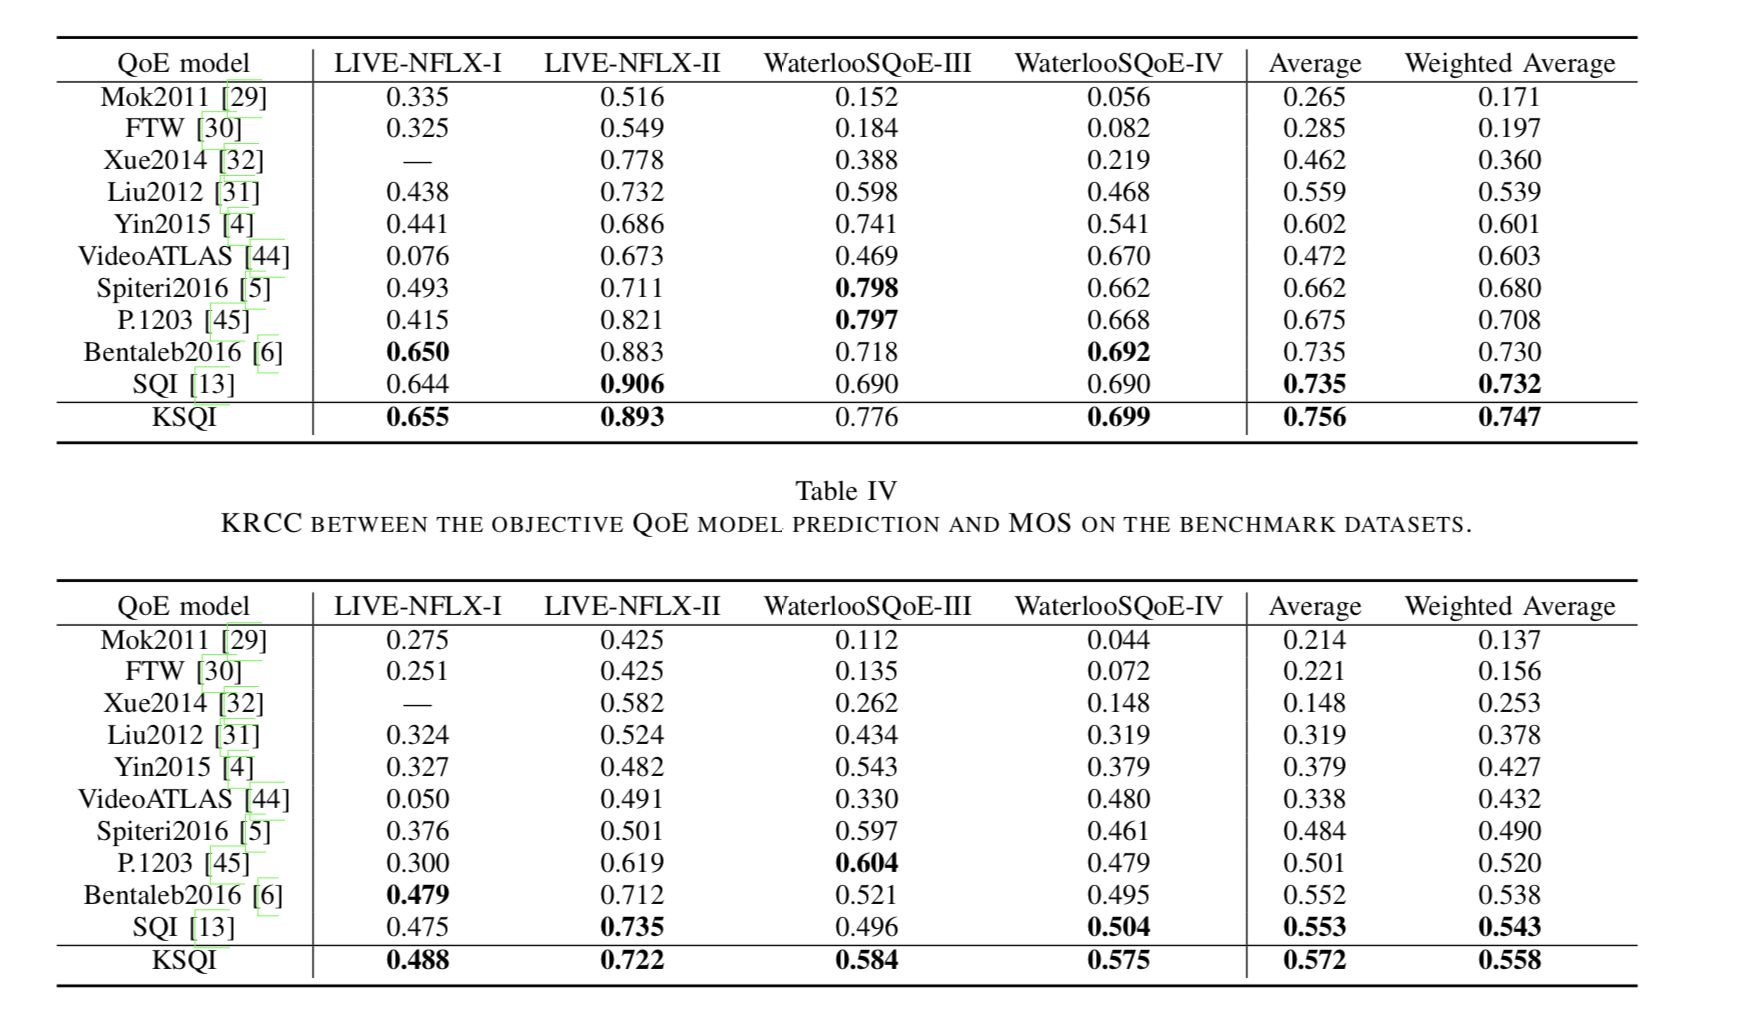 QoE model LIVE-NFLX-I LIVE-NFLX-II WaterlooSQoE-III WaterlooSQoE-IV Average Weighted Average
Mok2011 [29] 0.335 0.516 0.152 0.056 0.265 0.171
FTW [30] 0.325 0.549 0.184 0.082 0.285 0.197
Xue2014 [32] — 0.778 0.388 0.219 0.462 0.360
Liu2012 [31] 0.438 0.732 0.598 0.468 0.559 0.539
Yin2015 [4] 0.441 0.686 0.741 0.541 0.602 0.601
VideoATLAS [44] 0.076 0.673 0.469 0.670 0.472 0.603
Spiteri2016 [5] 0.493 0.711 0.798 0.662 0.662 0.680
P.1203 [45] 0.415 0.821 0.797 0.668 0.675 0.708
Bentaleb2016 [6] 0.650 0.883 0.718 0.692 0.735 0.730
SQI [13] 0.644 0.906 0.690 0.690 0.735 0.732
KSQI 0.655 0.893 0.776 0.699 0.756 0.747
Table IV
KRCC BETWEEN THE OBJECTIVE QOE MODEL PREDICTION AND MOS ON THE BENCHMARK DATASETS.
QoE model LIVE-NFLX-I LIVE-NFLX-II WaterlooSQoE-III WaterlooSQoE-IV Average Weighted Average
Mok2011 [29] 0.275 0.425 0.112 0.044 0.214 0.137
FTW [30] 0.251 0.425 0.135 0.072 0.221 0.156
Xue2014 [32] — 0.582 0.262 0.148 0.148 0.253
Liu2012 [31] 0.324 0.524 0.434 0.319 0.319 0.378
Yin2015 [4] 0.327 0.482 0.543 0.379 0.379 0.427
VideoATLAS [44] 0.050 0.491 0.330 0.480 0.338 0.432
Spiteri2016 [5] 0.376 0.501 0.597 0.461 0.484 0.490
P.1203 [45] 0.300 0.619 0.604 0.479 0.501 0.520
Bentaleb2016 [6] 0.479 0.712 0.521 0.495 0.552 0.538
SQI [13] 0.475 0.735 0.496 0.504 0.553 0.543
KSQI 0.488 0.722 0.584 0.575 0.572 0.558